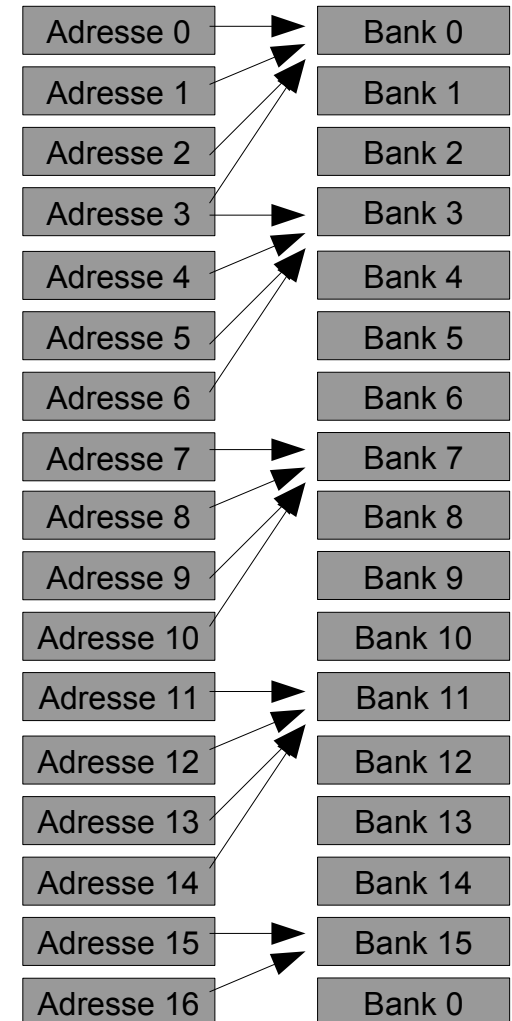 Adresse 0 Bank 0
Adresse 1 Bank 1
Adresse 2 Bank 2
Adresse 3 Bank 3
Adresse 4 Bank 4
Adresse 5 Bank 5
Adresse 6 Bank 6
Adresse 7 Bank 7
Adresse 8 Bank 8
Adresse 9 Bank 9
Adresse 10 Bank 10
Adresse 11 Bank 11
Adresse 12 Bank 12
Adresse 13 Bank 13
Adresse 14 Bank 14
Adresse 15 Bank 15
Adresse 16 Bank 0